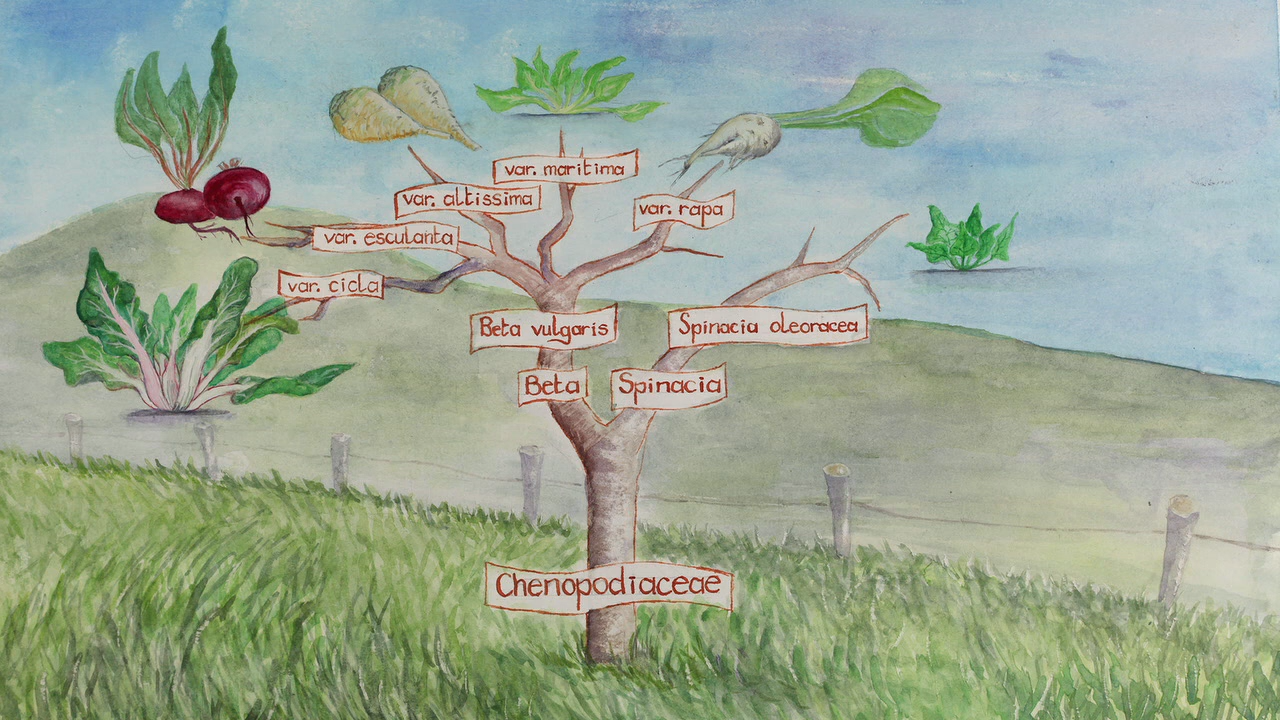 var. maritima
var. altissima
var. rapa
var. esculanta
var. cicla
Beta vulgaris
Spinacia oleoracea
Beta
Spinacia
Chenopodiaceae